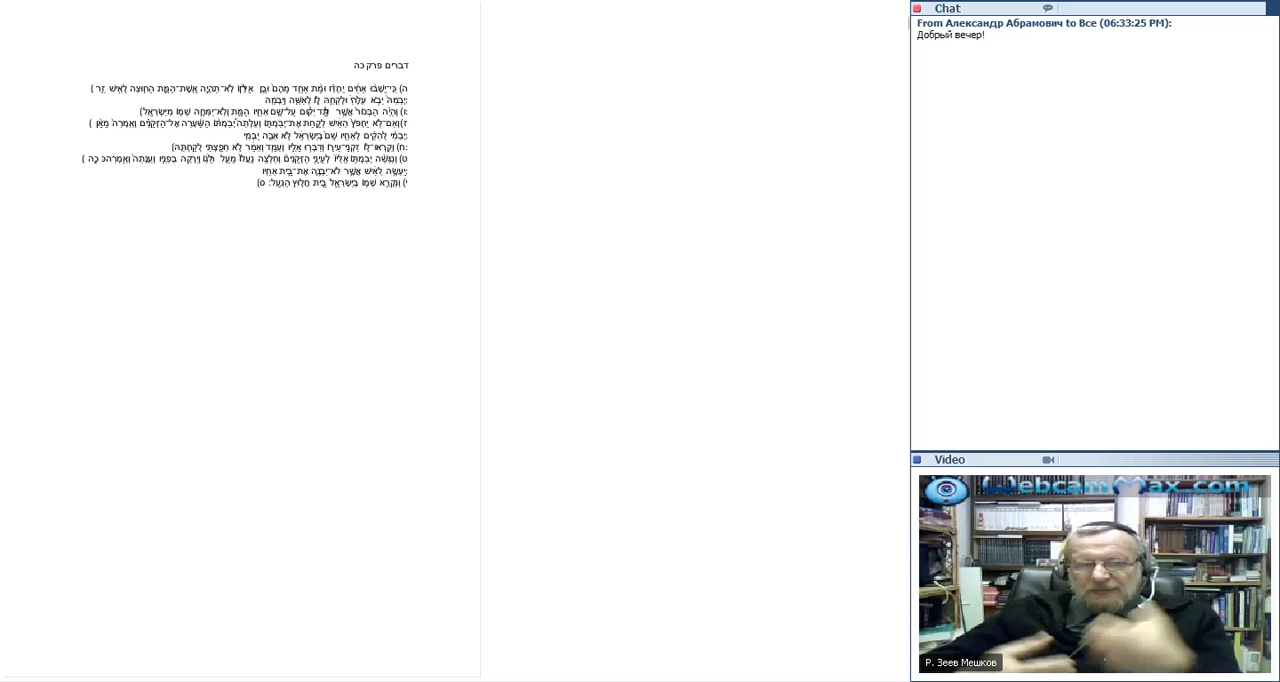 דברים פרק כה
ה) כִּי־יֵשְׁבוּ אַחִים יַחְדָּו וּמֵת אַחַד מֵהֶם וּבֵן אֵין־לוֹ לֹא־תִהְיֶה אֵשֶׁת־הַמֵּת הַחוּצָה לְאִישׁ זָר )
יְבָמָהּ יָבֹא עָלֶיהָ וּלְקָחָהּ לוֹ לְאִשָּׁה וְיִבְּמָהּ
:ו) וְהָיָה הַבְּכוֹר אֲשֶׁר תֵּלֵד יָקוּם עַל־שֵׁם אָחִיו הַמֵּת וְלֹא־יִמָּחֶה שְׁמוֹ מִיִּשְׂרָאֵל)
ז)וְאִם־לֹא יַחְפֹּץ הָאִישׁ לָקַחַת אֶת־יְבִמְתּוֹ וְעָלְתָה יְבִמְתּוֹ הַשַּׁעְרָה אֶל־הַזְּקֵנִים וְאָמְרָה מֵאֵן )
יְבָמִי לְהָקִים לְאָחִיו שֵׁם בְּיִשְׂרָאֵל לֹא אָבָה יַבְּמִי
:ח) וְקָרְאוּ־לוֹ זִקְנֵי־עִירוֹ וְדִבְּרוּ אֵלָיו וְעָמַד וְאָמַר לֹא חָפַצְתִּי לְקַחְתָּהּ)
ט) וְנִגְּשָׁה יְבִמְתּוֹ אֵלָיו לְעֵינֵי הַזְּקֵנִים וְחָלְצָה נַעֲלוֹ מֵעַל רַגְלוֹ וְיָרְקָה בְּפָנָיו וְעָנְתָה וְאָמְרָה כָּכָה )
יֵעָשֶׂה לָאִישׁ אֲשֶׁר לֹא־יִבְנֶה אֶת־בֵּית אָחִיו
י) וְנִקְרָא שְׁמוֹ בְּיִשְׂרָאֵל בֵּית חֲלוּץ הַנָּעַל: ס)
Chat
From Александр Абрамович to Все (06:33:25 PM):
Добрый вечер!
Video
WebcamMax.com
Р. Зеев Мешков